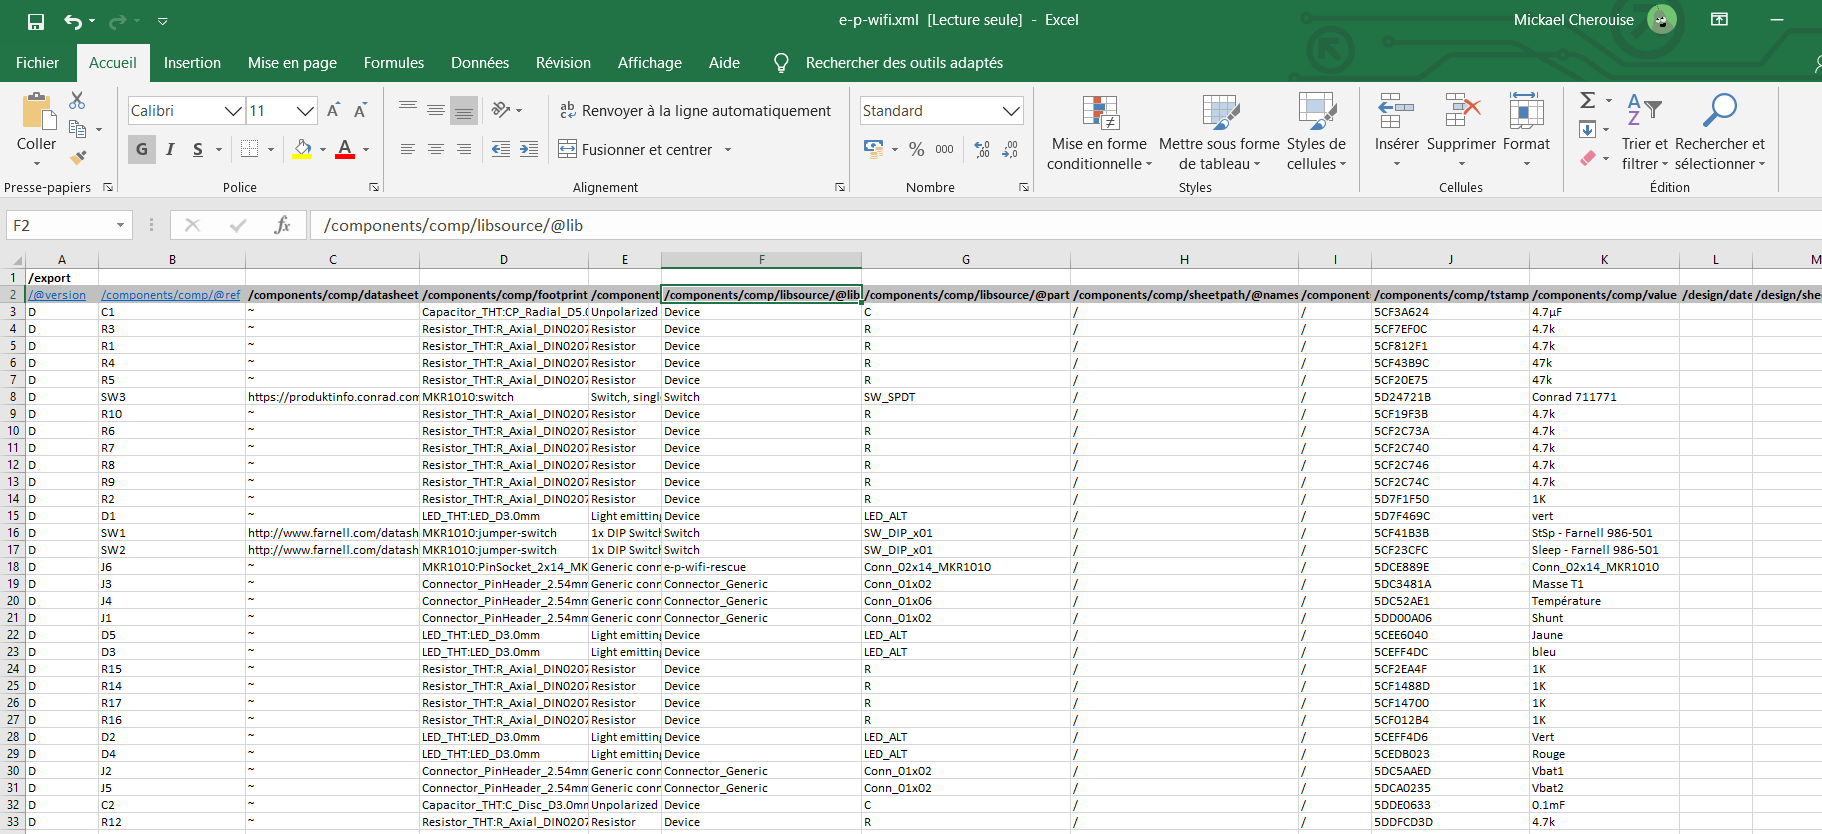 e-p-wifi.xml [Lecture seule] - Excel
Mickael Cherouise
Fichier Accueil Insertion Mise en page Formules Données Révision Affichage Aide Rechercher des outils adaptés
Coller
Presse-papiers
Calibri 11
G I S
Police
Renvoyer à la ligne automatiquement
Fusionner et centrer
Alignement
Standard
% 000
Nombre
Mise en forme conditionnelle
Mettre sous forme de tableau
Styles de cellules
Styles
Insérer Supprimer Format
Cellules
Trier et filtrer
Rechercher et sélectionner
Édition
F2 fx /components/comp/libsource/@lib
A B C D E F G H I J K L M
1 /export
2 /@version /components/comp/@ref /components/comp/datasheet /components/comp/footprint /component /components/comp/libsource/@lib /components/comp/libsource/@part /components/comp/sheetpath/@names /component /components/comp/tstamp /components/comp/value /design/date /design/shee
3 D C1 ~ Capacitor_THT:CP_Radial_D5.0 Unpolarized Device C / / 5CF3A624 4.7µF
4 D R3 ~ Resistor_THT:R_Axial_DIN0207 Resistor Device R / / 5CF7EF0C 4.7k
5 D R1 ~ Resistor_THT:R_Axial_DIN0207 Resistor Device R / / 5CF812F1 4.7k
6 D R4 ~ Resistor_THT:R_Axial_DIN0207 Resistor Device R / / 5CF43B9C 47k
7 D R5 ~ Resistor_THT:R_Axial_DIN0207 Resistor Device R / / 5CF20E75 47k
8 D SW3 https://produktinfo.conrad.com MKR1010:switch Switch, singl Switch SW_SPDT / / 5D24721B Conrad 711771
9 D R10 ~ Resistor_THT:R_Axial_DIN0207 Resistor Device R / / 5CF19F3B 4.7k
10 D R6 ~ Resistor_THT:R_Axial_DIN0207 Resistor Device R / / 5CF2C73A 4.7k
11 D R7 ~ Resistor_THT:R_Axial_DIN0207 Resistor Device R / / 5CF2C740 4.7k
12 D R8 ~ Resistor_THT:R_Axial_DIN0207 Resistor Device R / / 5CF2C746 4.7k
13 D R9 ~ Resistor_THT:R_Axial_DIN0207 Resistor Device R / / 5CF2C74C 4.7k
14 D R2 ~ Resistor_THT:R_Axial_DIN0207 Resistor Device R / / 5D7F1F50 1K
15 D D1 ~ LED_THT:LED_D3.0mm Light emitting Device LED_ALT / / 5D7F469C vert
16 D SW1 http://www.farnell.com/datash MKR1010:jumper-switch 1x DIP Switch Switch SW_DIP_x01 / / 5CF41B3B StSp - Farnell 986-501
17 D SW2 http://www.farnell.com/datash MKR1010:jumper-switch 1x DIP Switch Switch SW_DIP_x01 / / 5CF23CFC Sleep - Farnell 986-501
18 D J6 ~ MKR1010:PinSocket_2x14_MK Generic conn e-p-wifi-rescue Conn_02x14_MKR1010 / / 5DCE889E Conn_02x14_MKR1010
19 D J3 ~ Connector_PinHeader_2.54mm Generic conn Connector_Generic Conn_01x02 / / 5DC3481A Masse T1
20 D J4 ~ Connector_PinHeader_2.54mm Generic conn Connector_Generic Conn_01x06 / / 5DC52AE1 Température
21 D J1 ~ Connector_PinHeader_2.54mm Generic conn Connector_Generic Conn_01x02 / / 5DD00A06 Shunt
22 D D5 ~ LED_THT:LED_D3.0mm Light emitting Device LED_ALT / / 5CEE6040 Jaune
23 D D3 ~ LED_THT:LED_D3.0mm Light emitting Device LED_ALT / / 5CEFF4DC bleu
24 D R15 ~ Resistor_THT:R_Axial_DIN0207 Resistor Device R / / 5CF2EA4F 1K
25 D R14 ~ Resistor_THT:R_Axial_DIN0207 Resistor Device R / / 5CF1488D 1K
26 D R17 ~ Resistor_THT:R_Axial_DIN0207 Resistor Device R / / 5CF14700 1K
27 D R16 ~ Resistor_THT:R_Axial_DIN0207 Resistor Device R / / 5CF012B4 1K
28 D D2 ~ LED_THT:LED_D3.0mm Light emitting Device LED_ALT / / 5CEFF4D6 Vert
29 D D4 ~ LED_THT:LED_D3.0mm Light emitting Device LED_ALT / / 5CEDB023 Rouge
30 D J2 ~ Connector_PinHeader_2.54mm Generic conn Connector_Generic Conn_01x02 / / 5DC5AAED Vbat1
31 D J5 ~ Connector_PinHeader_2.54mm Generic conn Connector_Generic Conn_01x02 / / 5DCA0235 Vbat2
32 D C2 ~ Capacitor_THT:C_Disc_D3.0mm Unpolarized Device C / / 5DDE0633 0.1mF
33 D R12 ~ Resistor_THT:R_Axial_DIN0207 Resistor Device R / / 5DDFCD3D 4.7k